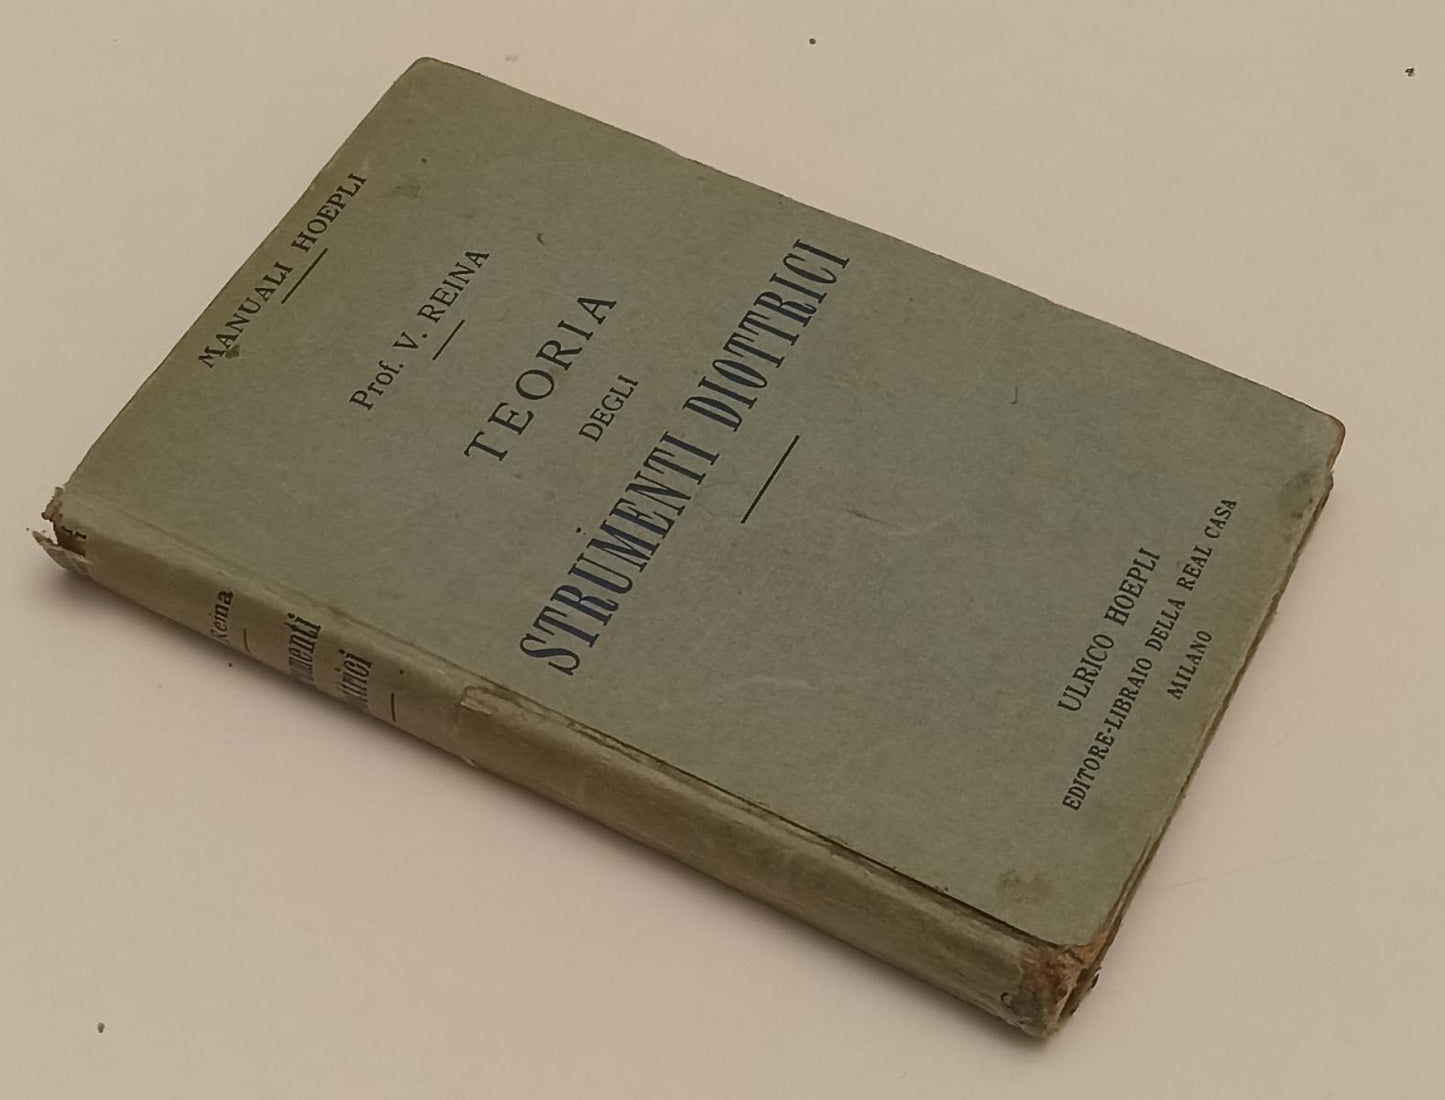 MANUALI HOEPLI
Prof. V. REINA
TEORIA
DEGLI
STRUMENTI DIOTTRICI
ULRICO HOEPLI
EDITORE-LIBRAIO DELLA REAL CASA
MILANO
Reina